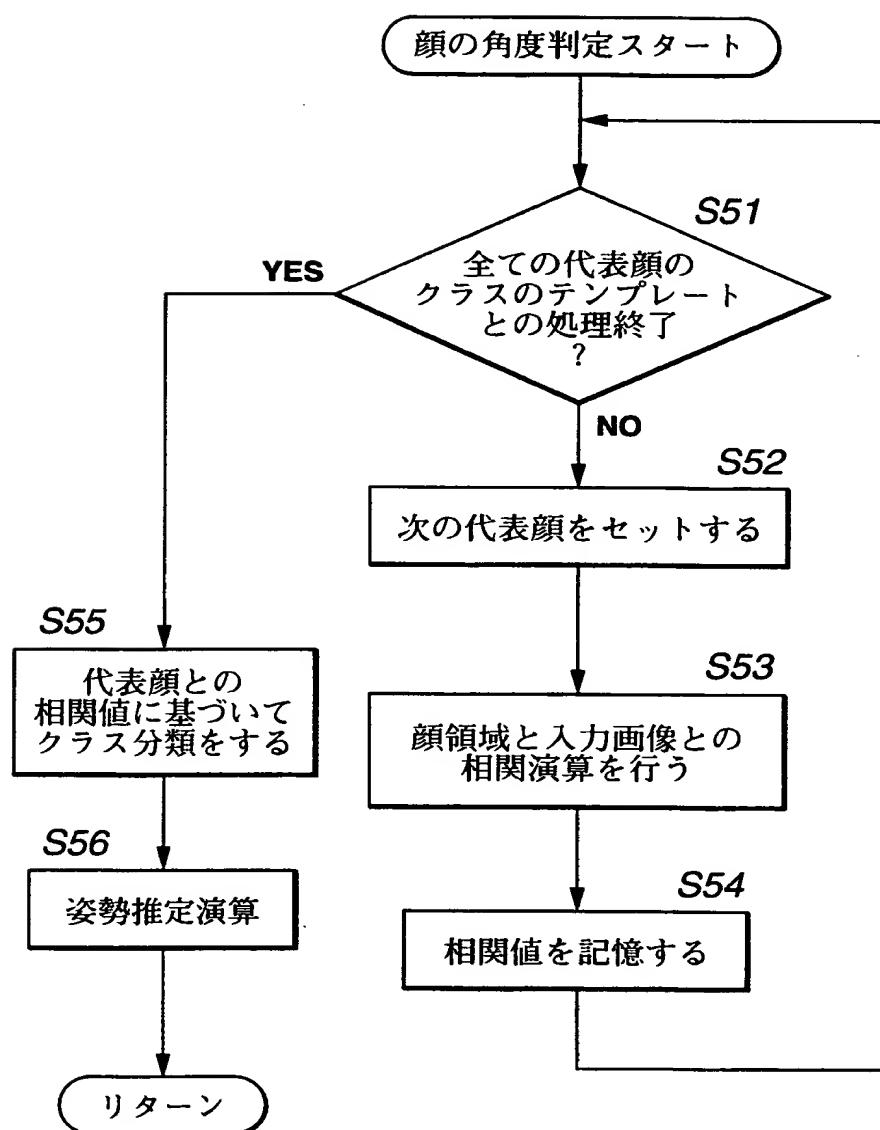 顔の角度判定スタート
S51
全ての代表顔の
クラスのテンプレート
との処理終了
?
YES
NO
S52
次の代表顔をセットする
S53
顔領域と入力画像との
相関演算を行う
S54
相関値を記憶する
S55
代表顔との
相関値に基づいて
クラス分類をする
S56
姿勢推定演算
リターン